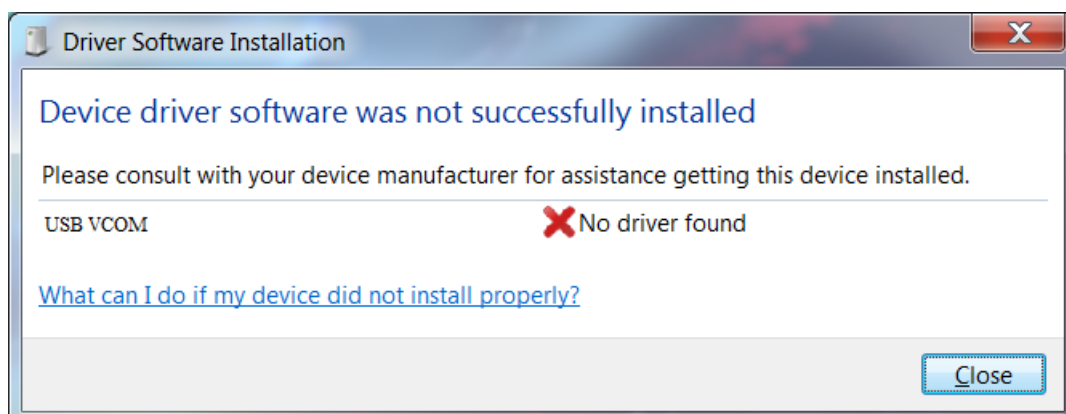 Driver Software Installation
X
Device driver software was not successfully installed
Please consult with your device manufacturer for assistance getting this device installed.
USB VCOM No driver found
What can I do if my device did not install properly?
Close